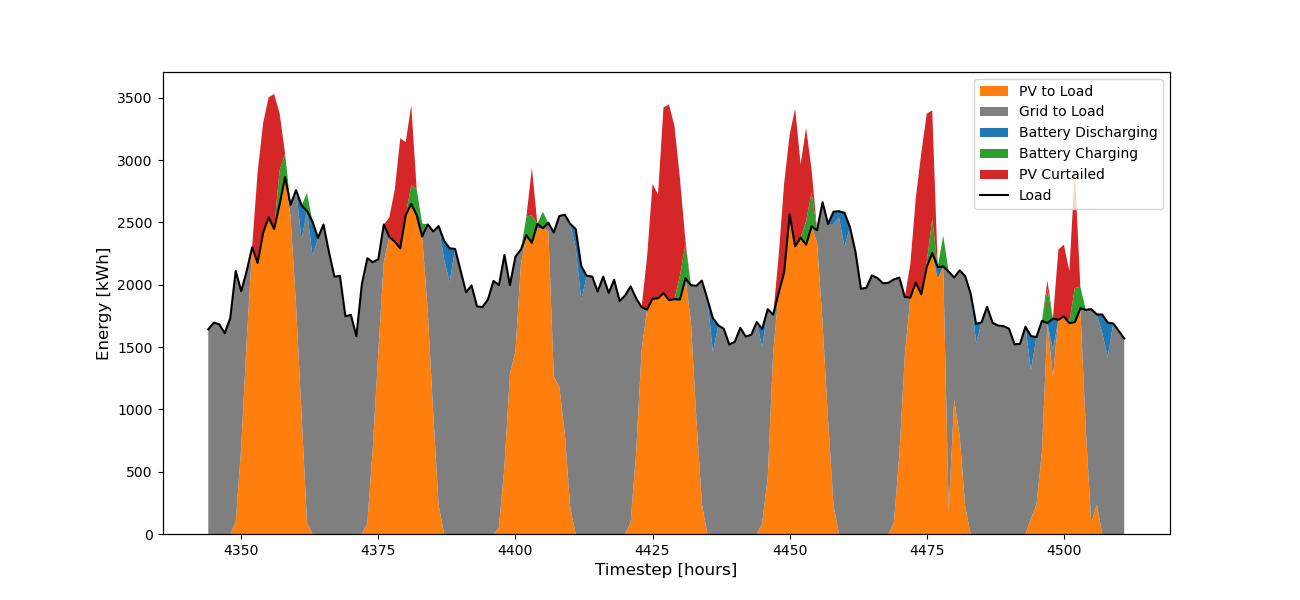 PV to Load
Grid to Load
Battery Discharging
Battery Charging
PV Curtailed
Load
Energy [kWh]
3500
3000
2500
2000
1500
1000
500
0
4350 4375 4400 4425 4450 4475 4500
Timestep [hours]